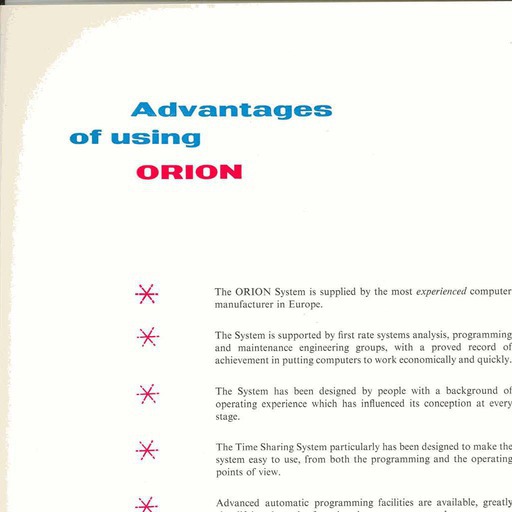 Advantages
of using
ORION
The ORION System is supplied by the most experienced computer
manufacturer in Europe.
The System is supported by first rate systems analysis, programming
and maintenance engineering groups, with a proved record of
achievement in putting computers to work economically and quickly.
The System has been designed by people with a background of
operating experience which has influenced its conception at every
stage.
The Time Sharing System particularly has been designed to make the
system easy to use, from both the programming and the operating
points of view.
Advanced automatic programming facilities are available, greatly